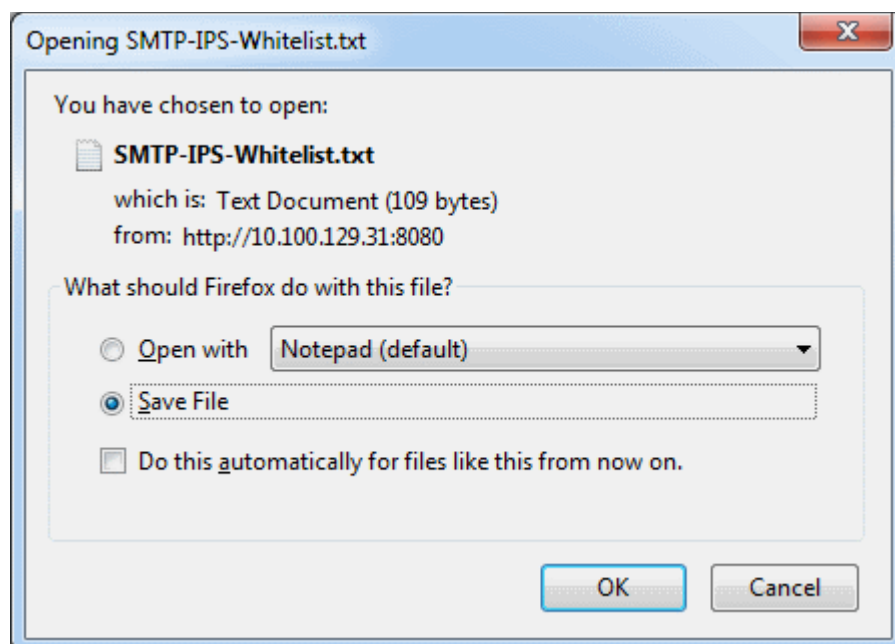 Opening SMTP-IPS-Whitelist.txt
You have chosen to open:
SMTP-IPS-Whitelist.txt
which is: Text Document (109 bytes)
from: http://10.100.129.31:8080
What should Firefox do with this file?
Open with Notepad (default)
Save File
Do this automatically for files like this from now on.
OK Cancel